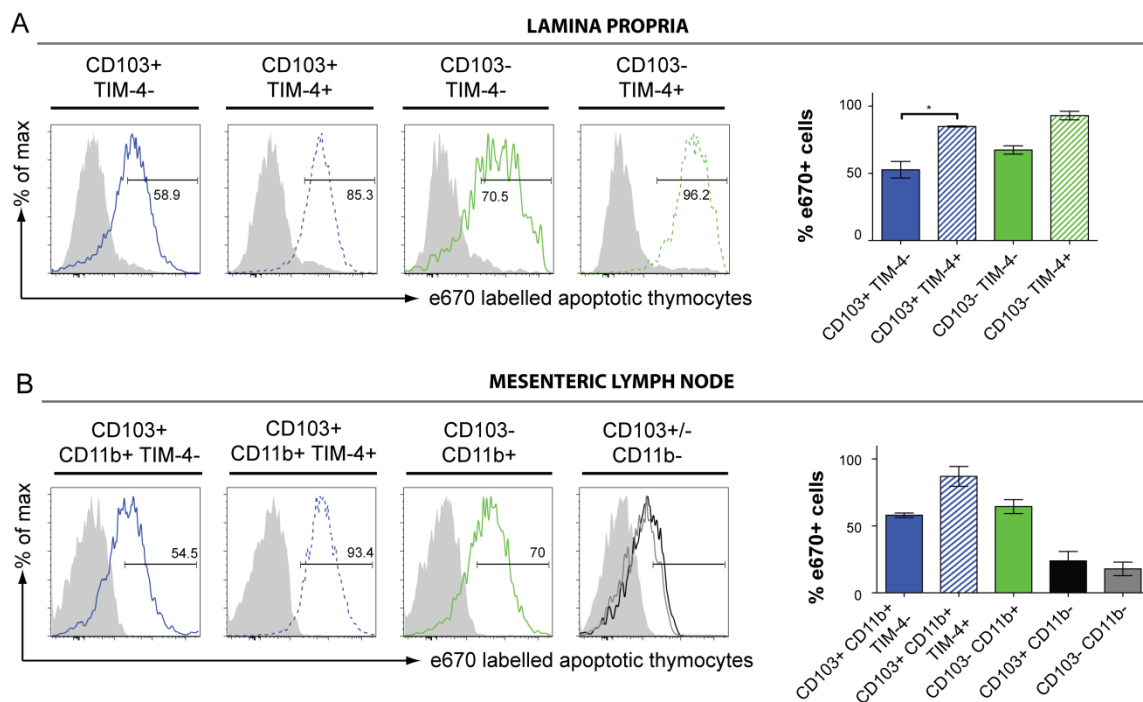 A
LAMINA PROPRIA
CD103+
TIM-4-
CD103+
TIM-4+
CD103-
TIM-4-
CD103-
TIM-4+
% of max
58.9
85.3
70.5
96.2
e670 labelled apoptotic thymocytes
% e670+ cells
100
50
0
*
CD103+ TIM-4-
CD103+ TIM-4+
CD103- TIM-4-
CD103- TIM-4+
B
MESENTERIC LYMPH NODE
CD103+
CD11b+ TIM-4-
CD103+
CD11b+ TIM-4+
CD103-
CD11b+
CD103+/-
CD11b-
% of max
54.5
93.4
70
e670 labelled apoptotic thymocytes
% e670+ cells
100
50
0
CD103+ CD11b+
TIM-4-
CD103+ CD11b+
TIM-4+
CD103- CD11b+
CD103+ CD11b-
CD103- CD11b-